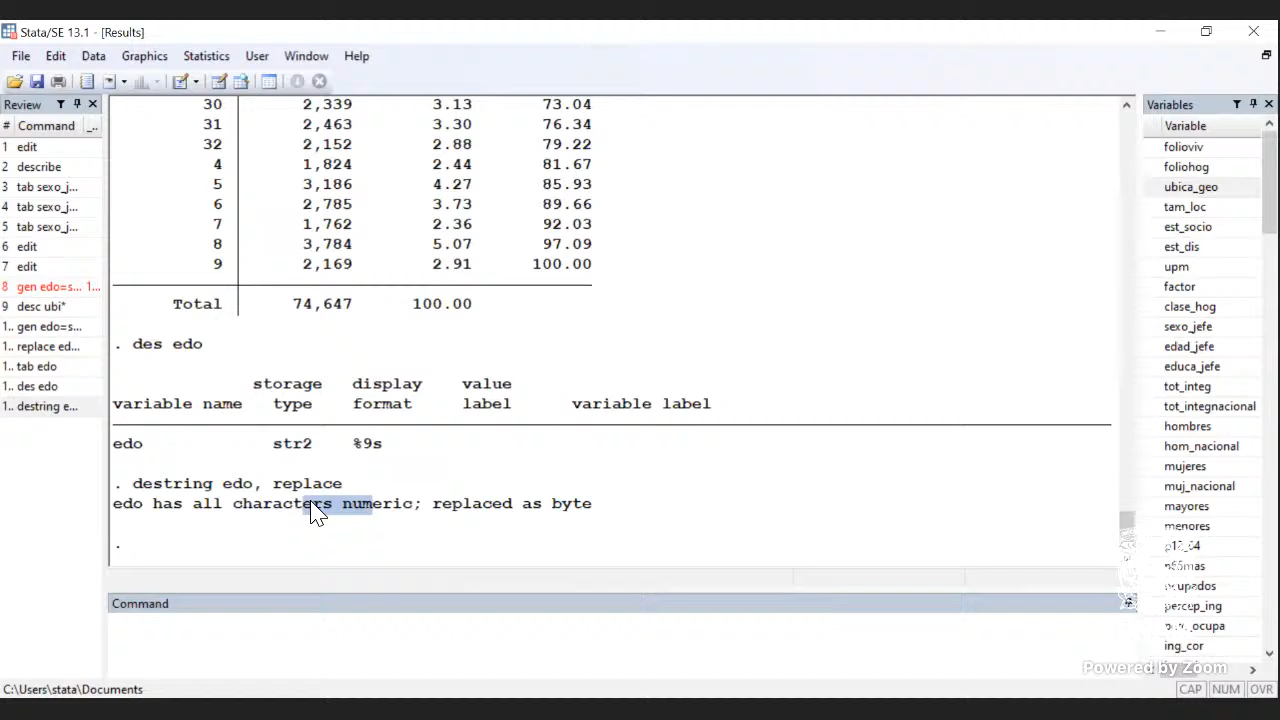 Stata/SE 13.1 - [Results]
File Edit Data Graphics Statistics User Window Help
Review
# Command _..
1 edit
2 describe
3 tab sexo_j...
4 tab sexo_j...
5 tab sexo_j...
6 edit
7 edit
8 gen edo=s... 1...
9 desc ubi*
1.. gen edo=s...
1.. replace ed...
1.. tab edo
1.. des edo
1.. destring e...
30 2,339 3.13 73.04
31 2,463 3.30 76.34
32 2,152 2.88 79.22
4 1,824 2.44 81.67
5 3,186 4.27 85.93
6 2,785 3.73 89.66
7 1,762 2.36 92.03
8 3,784 5.07 97.09
9 2,169 2.91 100.00
Total 74,647 100.00
. des edo
storage display value
variable name type format label variable label
edo str2 %9s
. destring edo, replace
edo has all characters numeric; replaced as byte
.
Command
Variables
Variable
folioviv
foliohog
ubica_geo
tam_loc
est_socio
est_dis
upm
factor
clase_hog
sexo_jefe
edad_jefe
educa_jefe
tot_integ
tot_integnacional
hombres
hom_nacional
mujeres
muj_nacional
mayores
menores
p12_64
p65mas
ocupados
percep_ing
ocupa
ing_cor
Powered by Zoom
C:\Users\stata\Documents
CAP NUM OVR